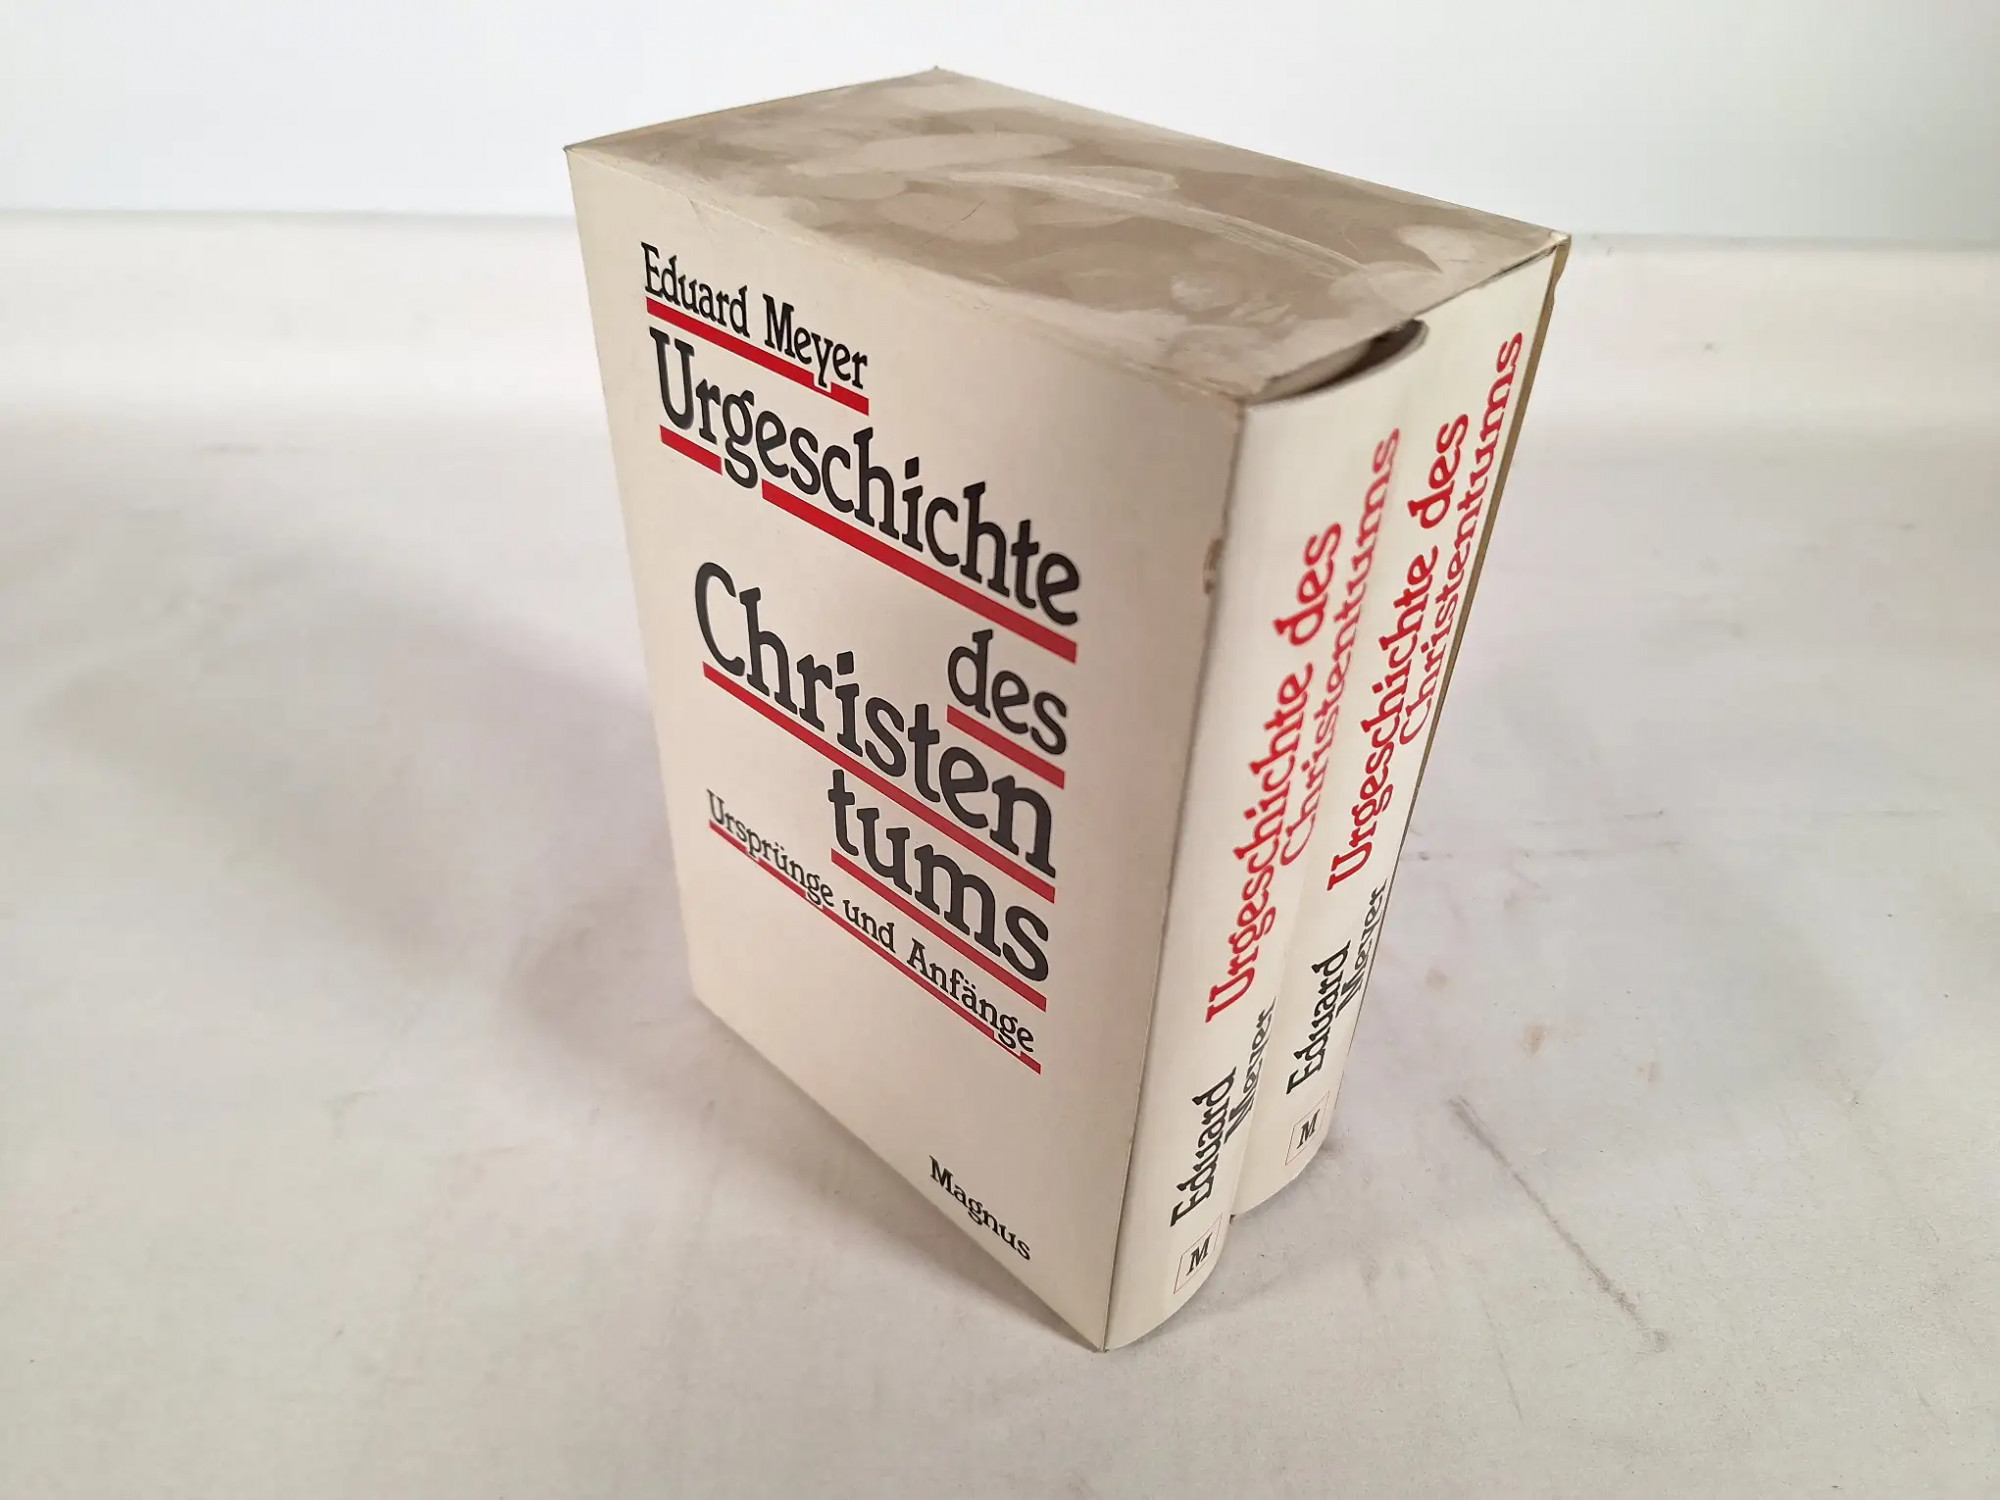 Eduard Meyer
Urgeschichte
des
Christen
tums
Ursprünge und Anfänge
Magnus
Urgeschichte des
Christentums
Eduard
Meyer
M
Urgeschichte des
Christentums
Eduard
Meyer
M